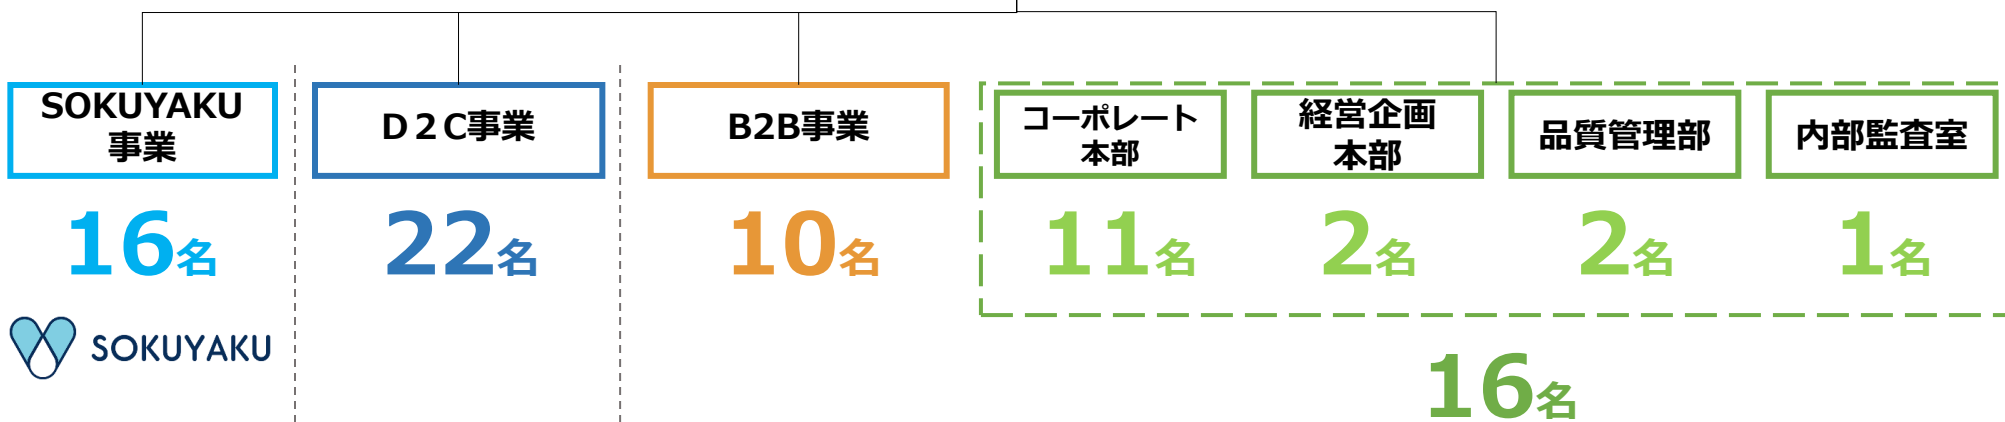 SOKUYAKU
事業
D２C事業
B2B事業
コーポレート
本部
経営企画
本部
品質管理部
内部監査室
16名
22名
10名
11名
2名
2名
1名
SOKUYAKU
16名